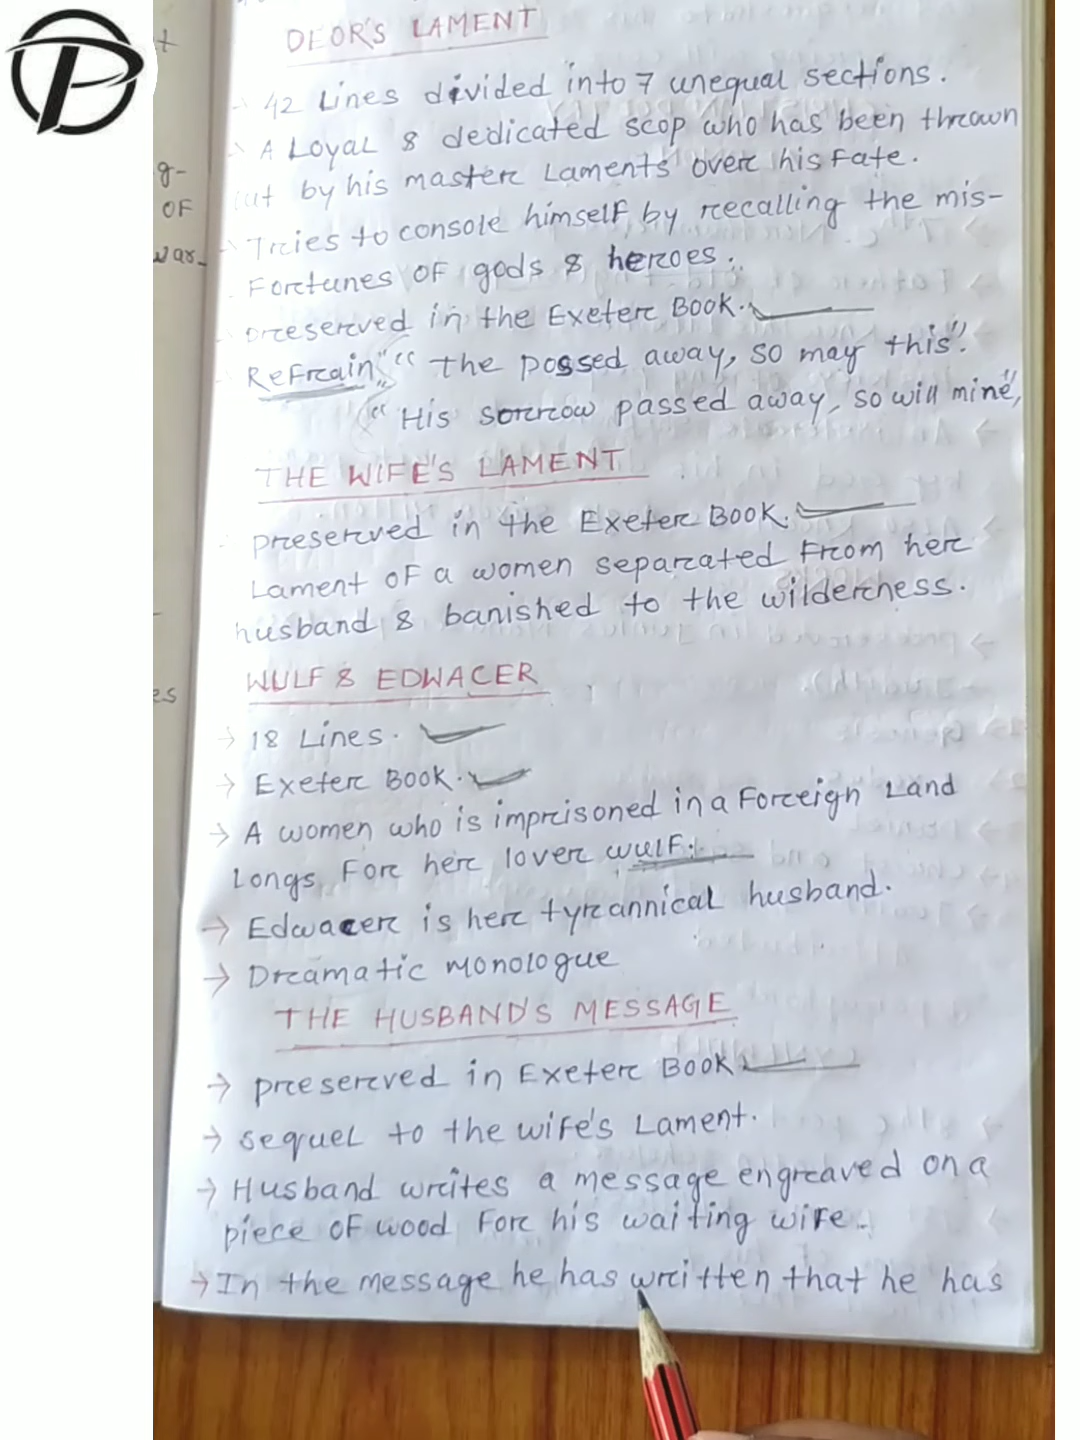 DEOR'S LAMENT
42 Lines divided into 7 unequal sections.
A Loyal & dedicated scop who has been thrown
out by his master Laments over his Fate.
Tries to console himself by recalling the mis-
Fortunes OF gods & heroes.
preserved in the Exeter BOOK.
ReFrain "" the possed away, so may this".
"His sorrow passed away, so will mine"
THE WIFE'S LAMENT
preserved in the Exeter BOOK.
Lament OF a women separated From her
husband & banished to the wilderness.
WULF & EDWACER
→ 18 Lines.
→ Exeter BOOK.
→ A women who is imprisoned in a Foreign Land
Longs For her lover wulF.
→ Edwacer is her tyrannical husband.
→ Dramatic monologue
THE HUSBAND'S MESSAGE
→ preserved in Exeter BOOK
→ sequel to the wife's Lament.
→ Husband writes a message engraved on a
piece OF wood For his waiting wife.
→ In the message he has written that he has
t
g-
OF
war-
es